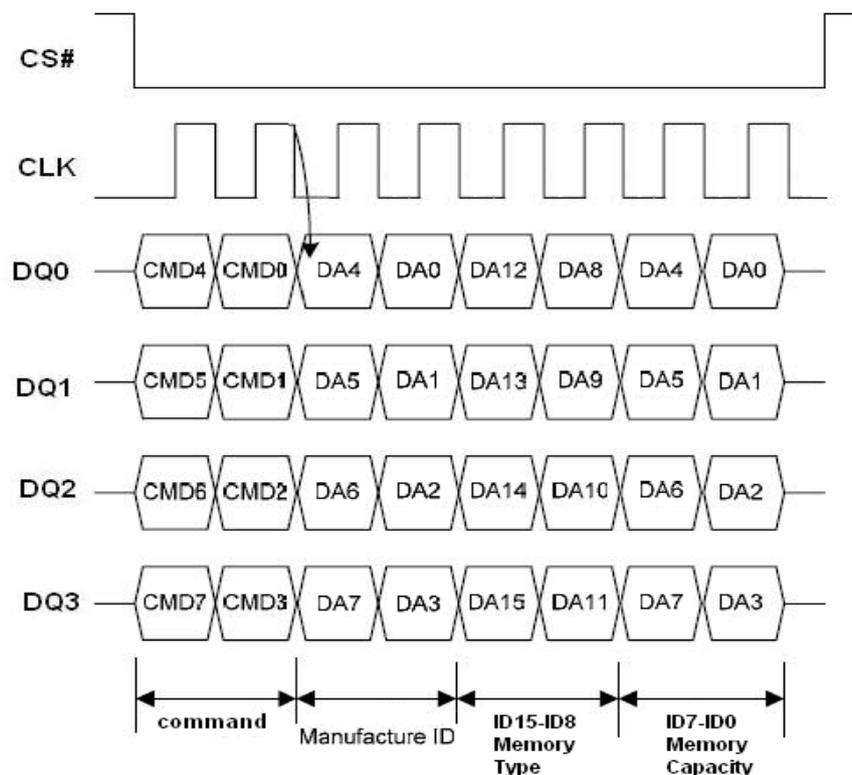 CS#
CLK
DQ0 CMD4 CMD0 DA4 DA0 DA12 DA8 DA4 DA0
DQ1 CMD5 CMD1 DA5 DA1 DA13 DA9 DA5 DA1
DQ2 CMD6 CMD2 DA6 DA2 DA14 DA10 DA6 DA2
DQ3 CMD7 CMD3 DA7 DA3 DA15 DA11 DA7 DA3
command
Manufacture ID
ID15-ID8
Memory
Type
ID7-ID0
Memory
Capacity